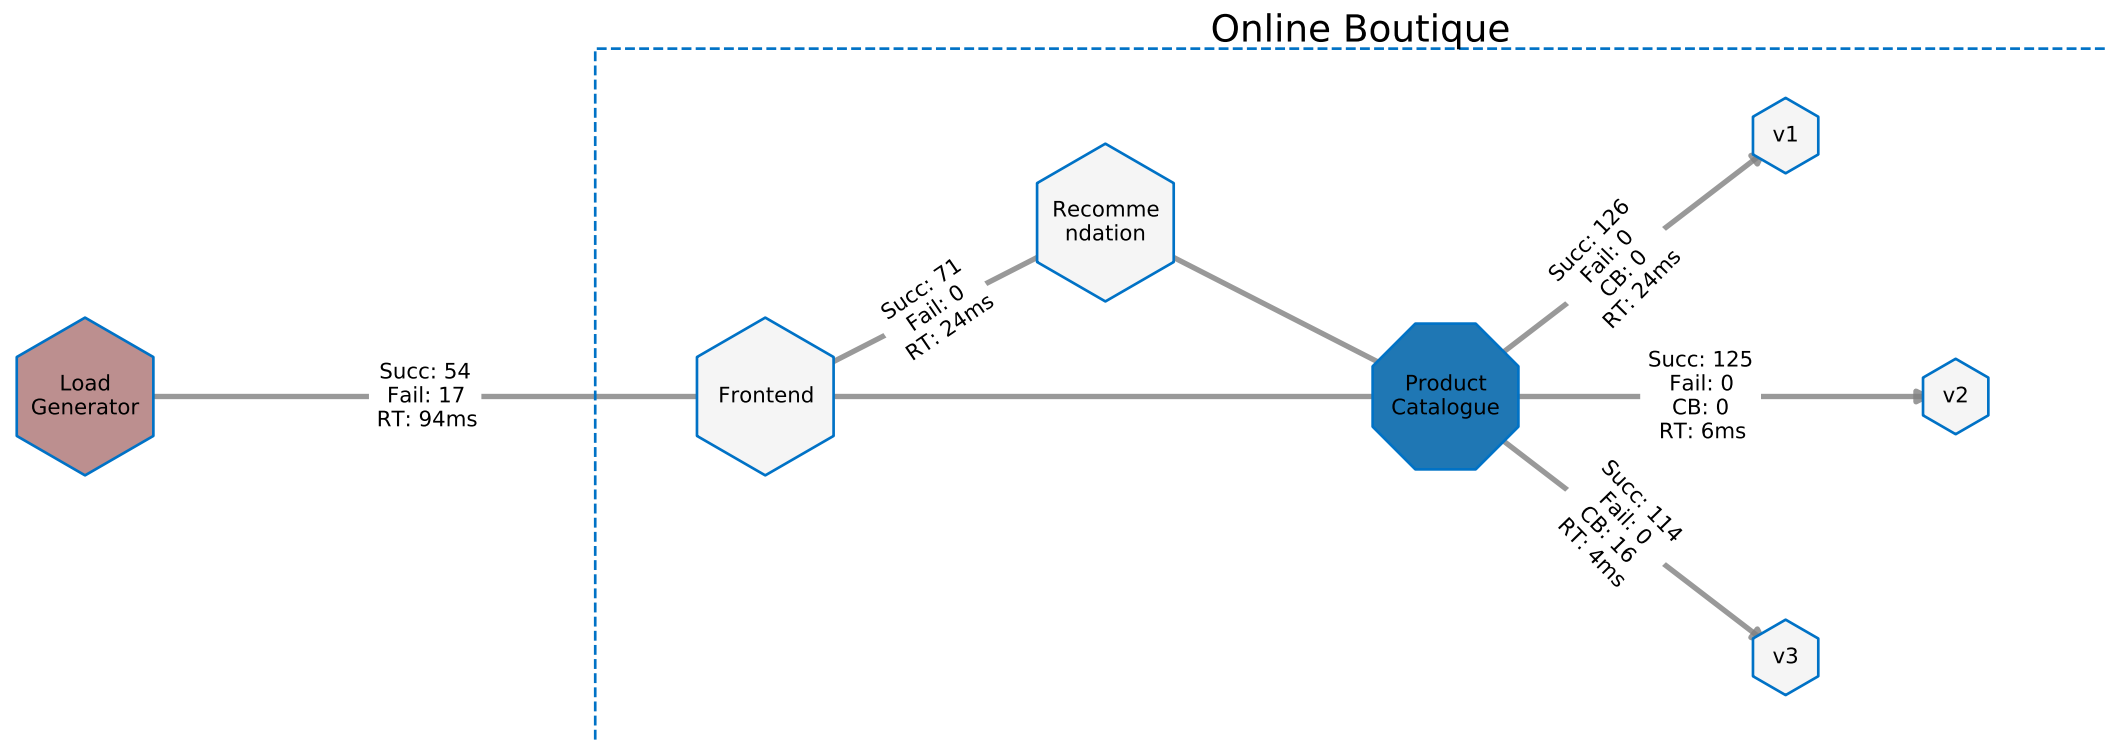 Online Boutique
Load
Generator
Succ: 54
Fail: 17
RT: 94ms
Frontend
Succ: 71
Fail: 0
RT: 24ms
Recomme
ndation
Product
Catalogue
Succ: 126
Fail: 0
CB: 0
RT: 24ms
v1
Succ: 125
Fail: 0
CB: 0
RT: 6ms
v2
Succ: 114
Fail: 0
CB: 16
RT: 4ms
v3